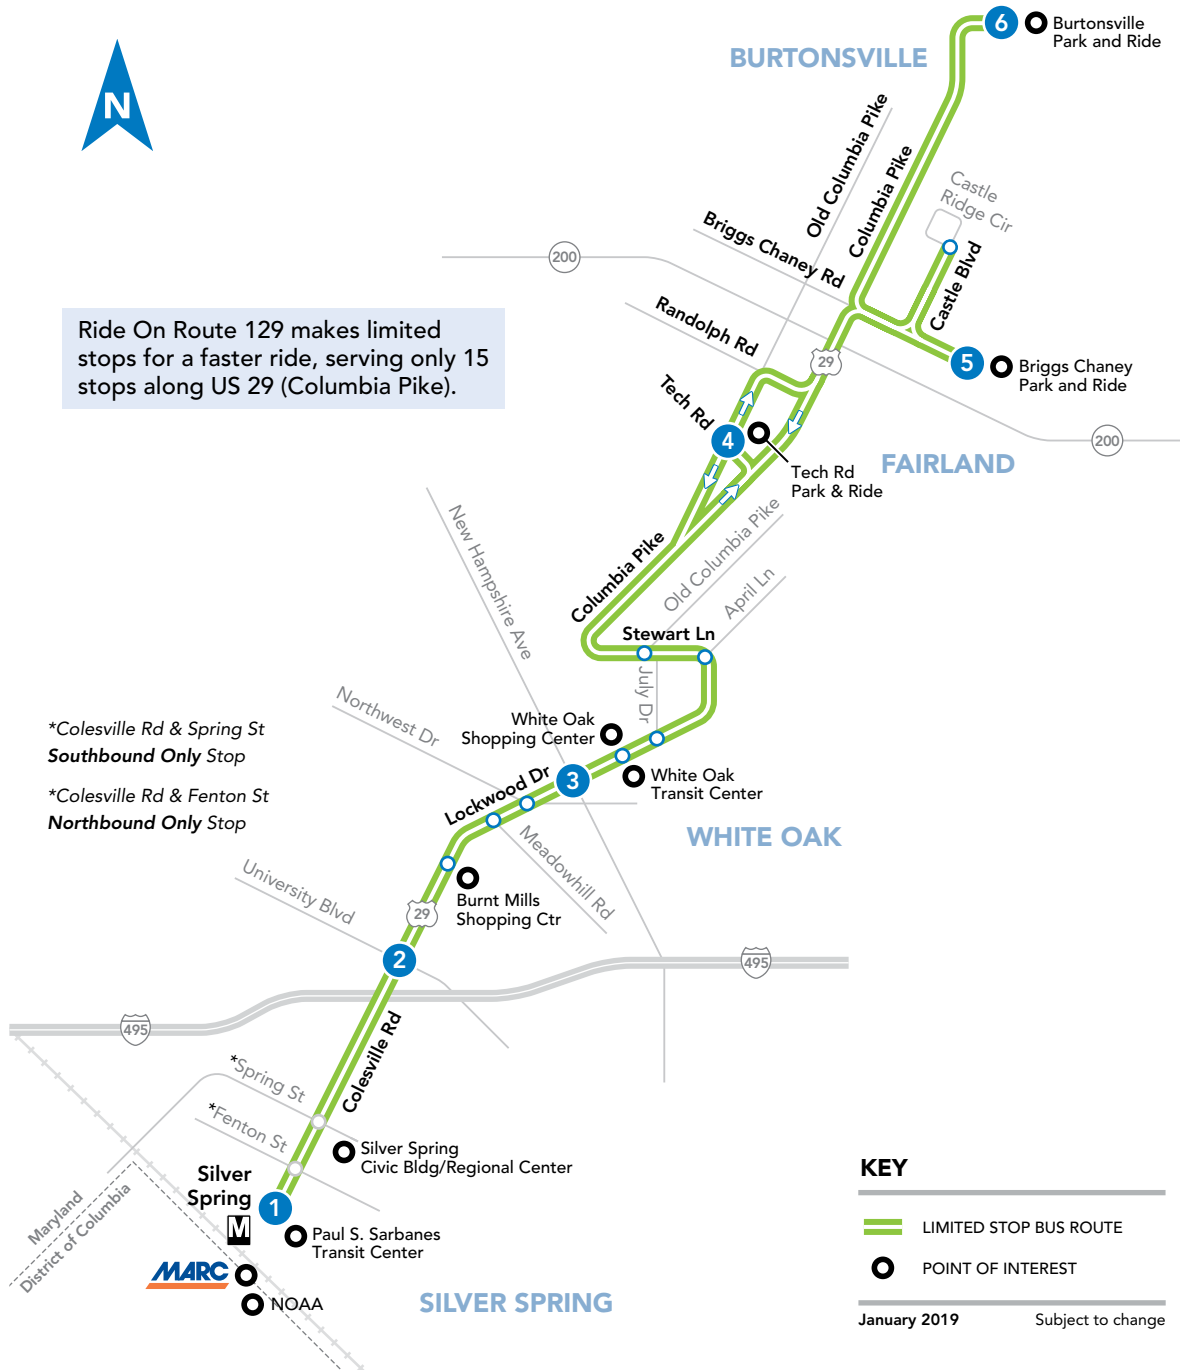 6
Burtonsville
Park and Ride
BURTONSVILLE
N
Old Columbia Pike
Columbia Pike
Castle
Ridge Cir
Briggs Chaney Rd
200
Castle Blvd
Randolph Rd
Ride On Route 129 makes limited
stops for a faster ride, serving only 15
stops along US 29 (Columbia Pike).
29
5
Briggs Chaney
Park and Ride
Tech Rd
4
200
FAIRLAND
Tech Rd
Park & Ride
New Hampshire Ave
Old Columbia Pike
Columbia Pike
April Ln
Stewart Ln
July Dr
Northwest Dr
White Oak
Shopping Center
*Colesville Rd & Spring St
Southbound Only Stop
*Colesville Rd & Fenton St
Northbound Only Stop
3
White Oak
Transit Center
Lockwood Dr
WHITE OAK
Meadowhill Rd
University Blvd
Burnt Mills
Shopping Ctr
29
2
495
495
Colesville Rd
*Spring St
*Fenton St
Silver Spring
Civic Bldg/Regional Center
Silver
Spring
1
M
Paul S. Sarbanes
Transit Center
Maryland
District of Columbia
MARC
NOAA
SILVER SPRING
KEY
LIMITED STOP BUS ROUTE
POINT OF INTEREST
January 2019 Subject to change